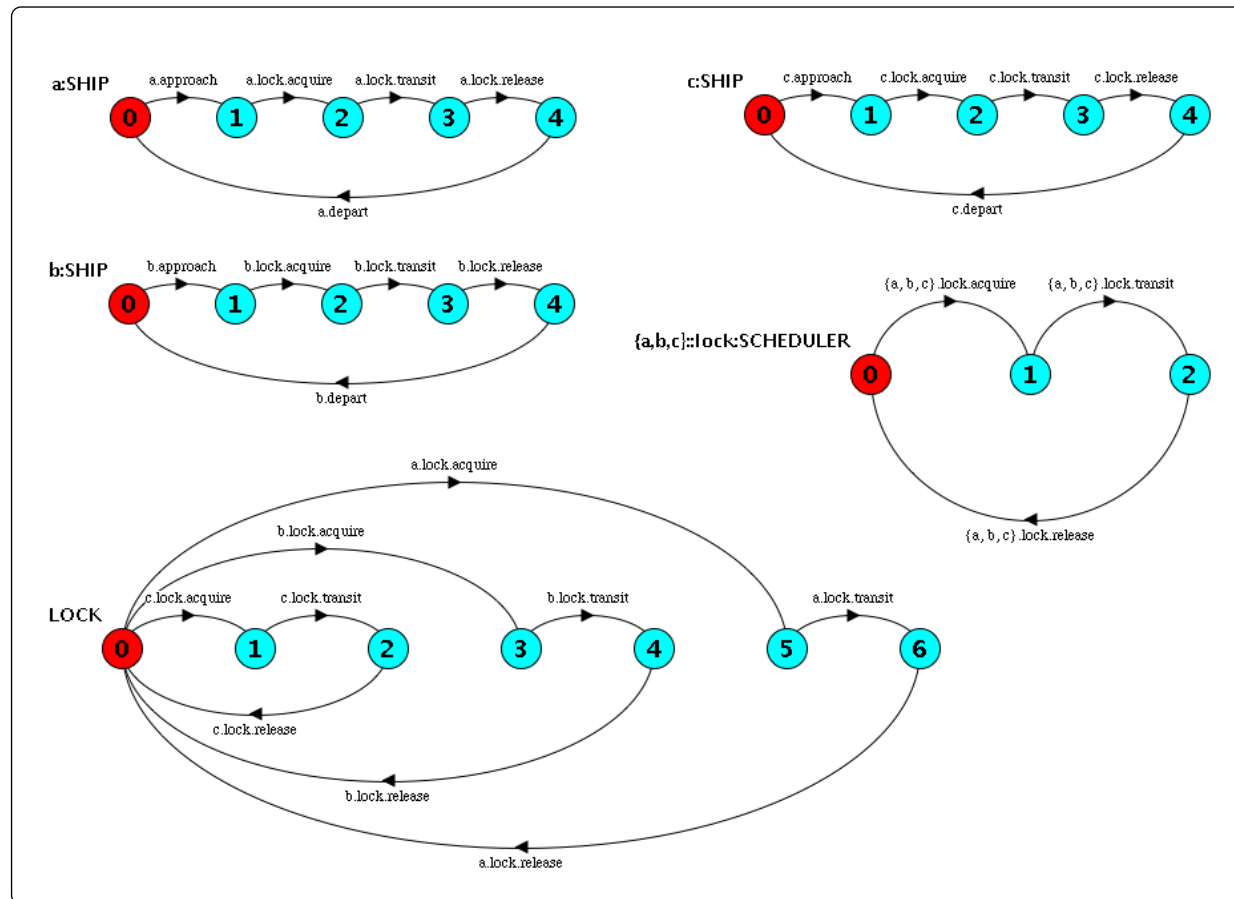 a:SHIP
a.approach a.lock.acquire a.lock.transit a.lock.release
0 1 2 3 4
a.depart
c:SHIP
c.approach c.lock.acquire c.lock.transit c.lock.release
0 1 2 3 4
c.depart
b:SHIP
b.approach b.lock.acquire b.lock.transit b.lock.release
0 1 2 3 4
b.depart
{a,b,c}::lock:SCHEDULER
{a, b, c}.lock.acquire {a, b, c}.lock.transit
0 1 2
{a, b, c}.lock.release
LOCK
a.lock.acquire
b.lock.acquire
c.lock.acquire c.lock.transit b.lock.transit a.lock.transit
0 1 2 3 4 5 6
c.lock.release
b.lock.release
a.lock.release